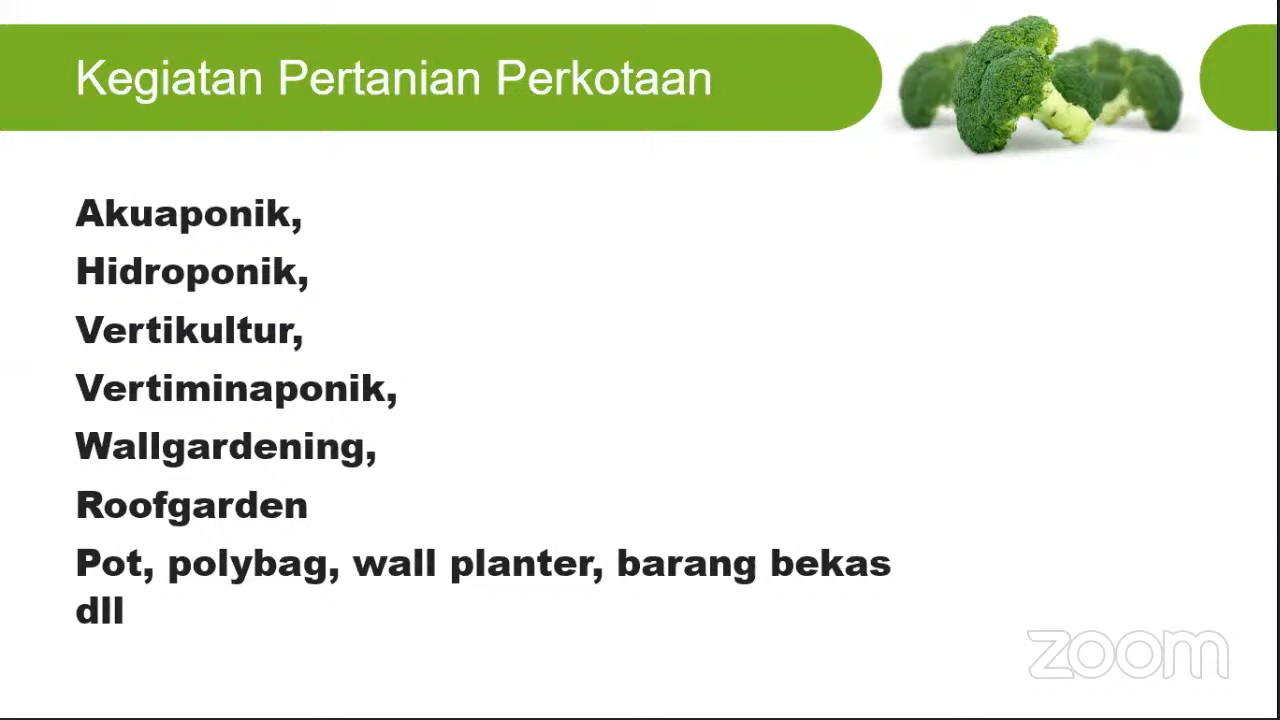 Kegiatan Pertanian Perkotaan
Akuaponik,
Hidroponik,
Vertikultur,
Vertiminaponik,
Wallgardening,
Roofgarden
Pot, polybag, wall planter, barang bekas
dll
zoom